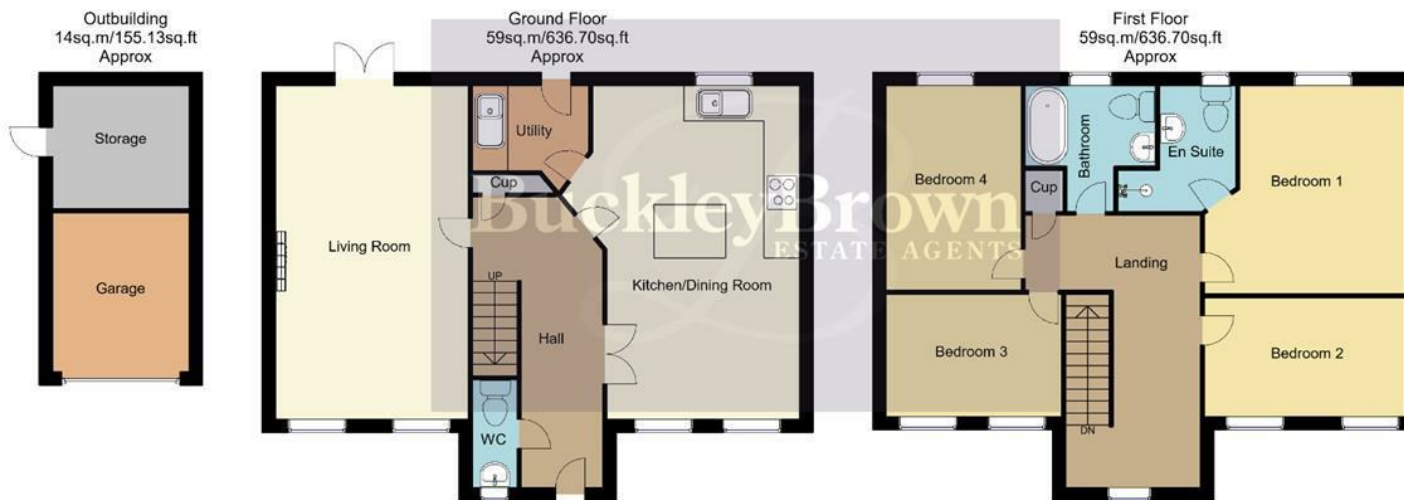 Outbuilding
14sq.m/155.13sq.ft
Approx
Storage
Garage
Ground Floor
59sq.m/636.70sq.ft
Approx
Utility
Cup
Living Room
UP
Hall
Kitchen/Dining Room
WC
First Floor
59sq.m/636.70sq.ft
Approx
Bedroom 4
Bathroom
En Suite
Bedroom 1
Cup
Landing
Bedroom 3
Bedroom 2
DN
BuckleyBrown
ESTATE AGENTS